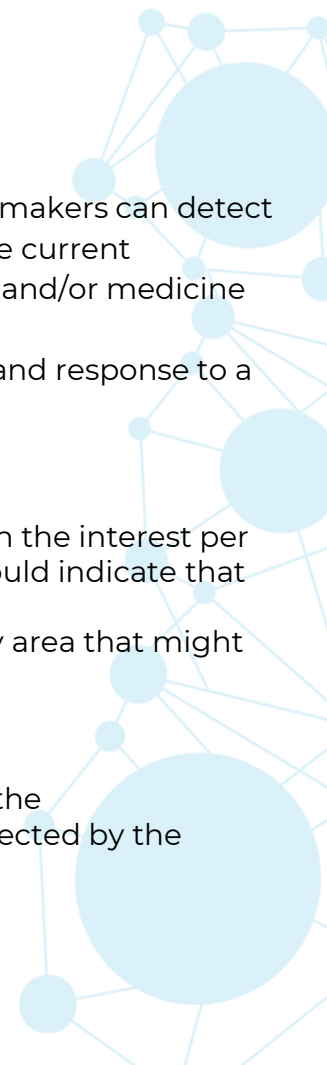 makers can detect
e current
and/or medicine
and response to a
n the interest per
uld indicate that
area that might
the
ected by the